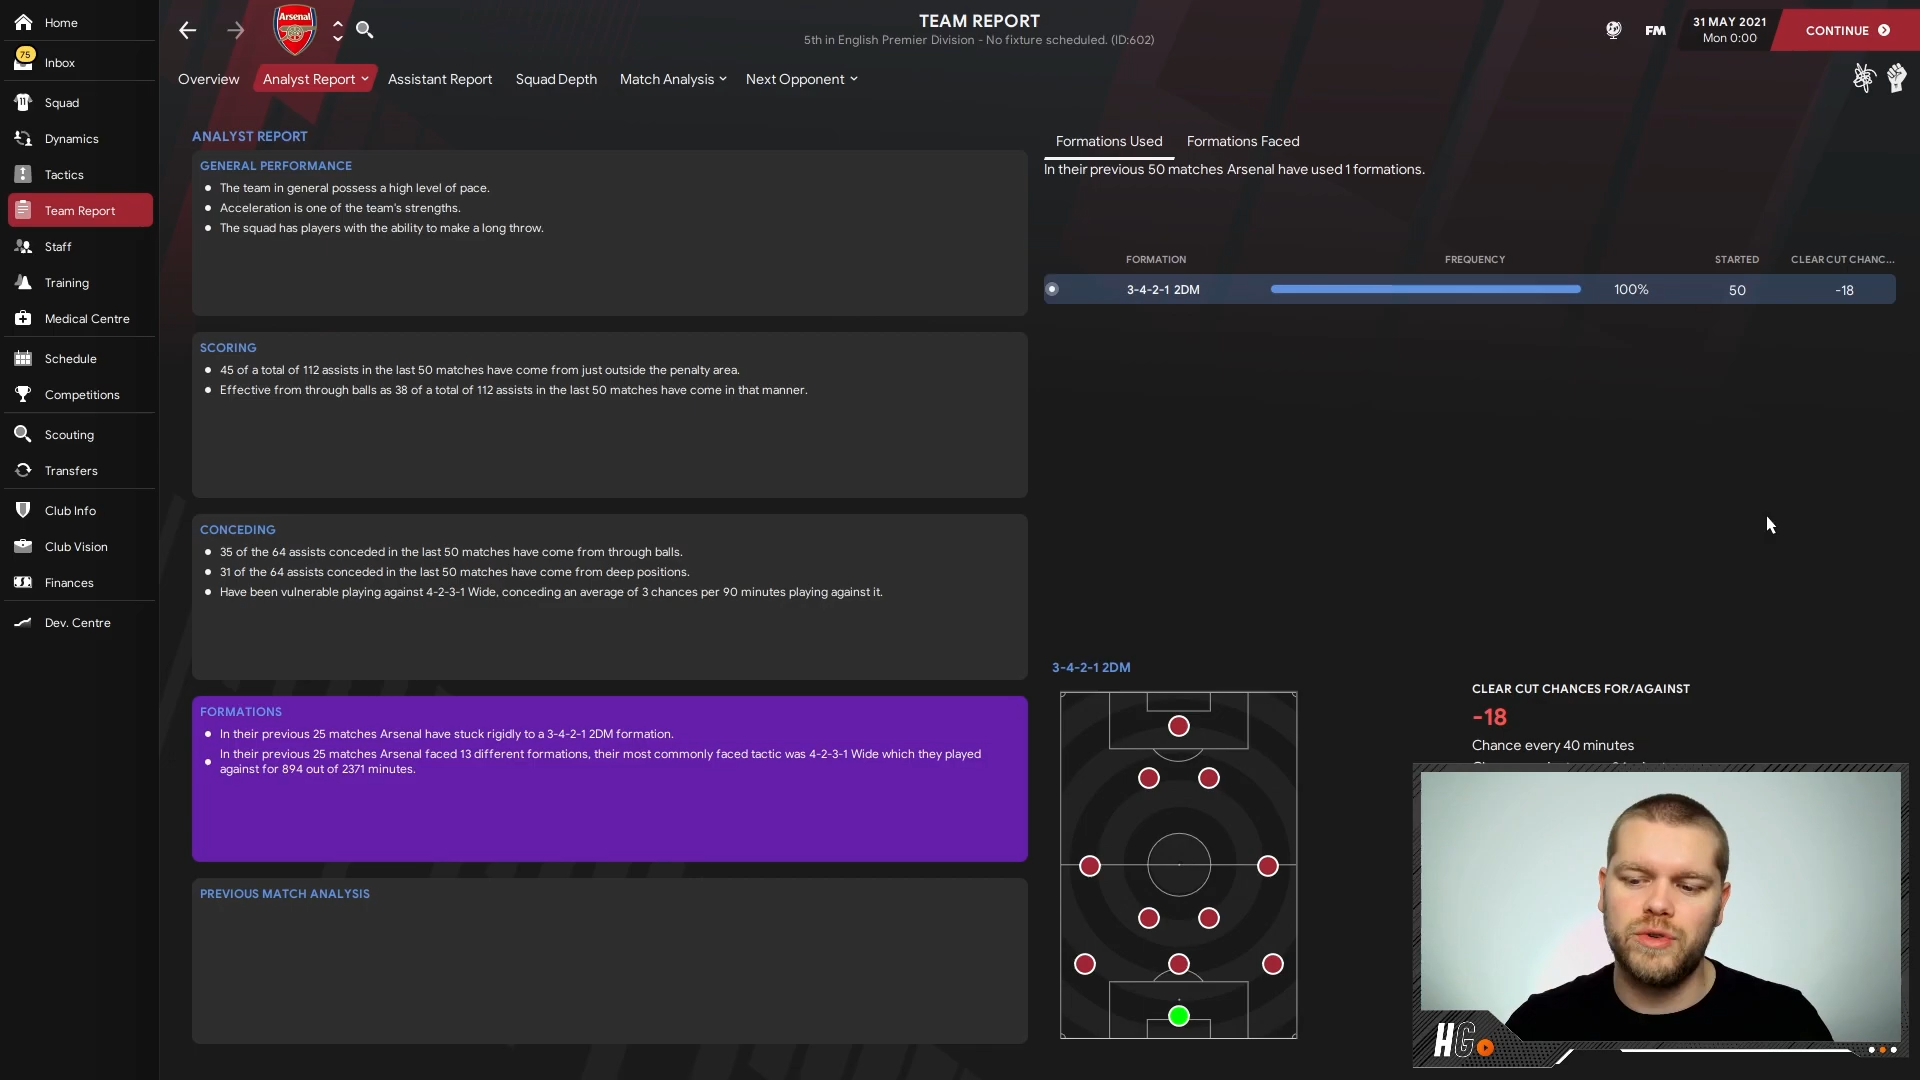 Home
Inbox
75
Squad
Dynamics
Tactics
Team Report
Staff
Training
Medical Centre
Schedule
Competitions
Scouting
Transfers
Club Info
Club Vision
Finances
Dev. Centre
Arsenal
TEAM REPORT
5th in English Premier Division - No fixture scheduled. (ID:602)
FM
31 MAY 2021
Mon 0:00
CONTINUE
Overview
Analyst Report
Assistant Report
Squad Depth
Match Analysis
Next Opponent
ANALYST REPORT
GENERAL PERFORMANCE
The team in general possess a high level of pace.
Acceleration is one of the team's strengths.
The squad has players with the ability to make a long throw.
SCORING
45 of a total of 112 assists in the last 50 matches have come from just outside the penalty area.
Effective from through balls as 38 of a total of 112 assists in the last 50 matches have come in that manner.
CONCEDING
35 of the 64 assists conceded in the last 50 matches have come from through balls.
31 of the 64 assists conceded in the last 50 matches have come from deep positions.
Have been vulnerable playing against 4-2-3-1 Wide, conceding an average of 3 chances per 90 minutes playing against it.
FORMATIONS
In their previous 25 matches Arsenal have stuck rigidly to a 3-4-2-1 2DM formation.
In their previous 25 matches Arsenal faced 13 different formations, their most commonly faced tactic was 4-2-3-1 Wide which they played
against for 894 out of 2371 minutes.
PREVIOUS MATCH ANALYSIS
Formations Used
Formations Faced
In their previous 50 matches Arsenal have used 1 formations.
FORMATION FREQUENCY STARTED CLEAR CUT CHANC...
3-4-2-1 2DM 100% 50 -18
3-4-2-1 2DM
CLEAR CUT CHANCES FOR/AGAINST
-18
Chance every 40 minutes
HG